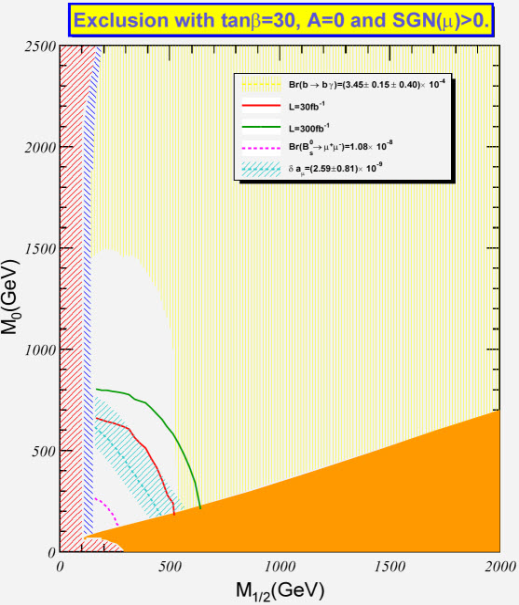 Exclusion with tanβ=30, A=0 and SGN(μ)>0.
2500
2000
1500
1000
500
0
M₀(GeV)
Br(b → b γ)=(3.45± 0.15 ± 0.40)× 10⁻⁴
L=30fb⁻¹
L=300fb⁻¹
Br(B⁰ₛ→ μ⁺μ⁻)=1.08× 10⁻⁸
δ a_μ=(2.59±0.81)× 10⁻⁹
0 500 1000 1500 2000
M₁/₂(GeV)